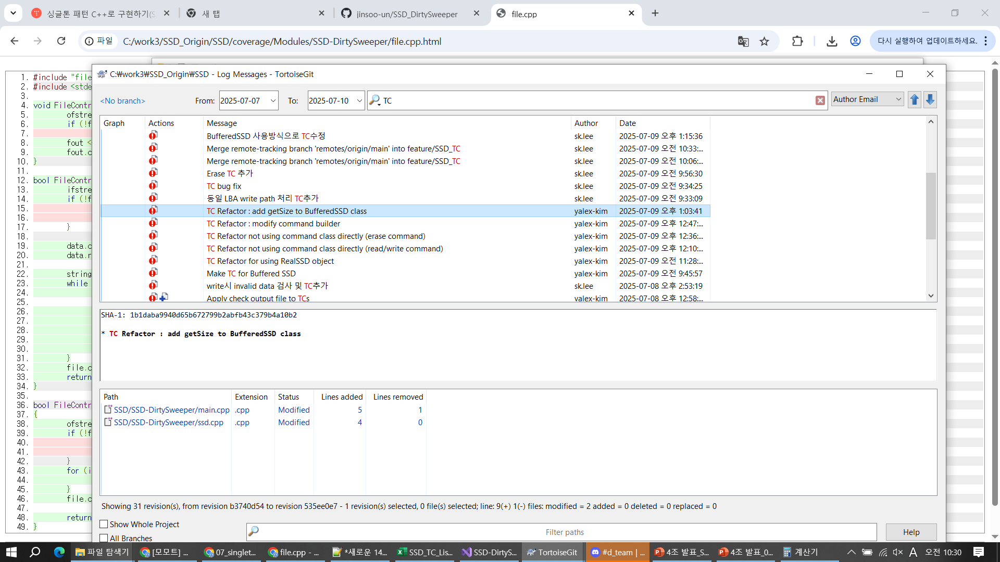 싱글톤 패턴 C++로 구현하기(S
새 탭
jinsoo-un/SSD_DirtySweeper
file.cpp
파일
C:/work3/SSD_Origin/SSD/coverage/Modules/SSD-DirtySweeper/file.cpp.html
다시 실행하여 업데이트하세요.
1. #include "file
2. #include <stde
3.
4. void FileContr
5. ofstre
6. if (!f
7.
8. fout <
9. fout.c
10. }
11.
12. bool FileContr
13. ifstre
14. if (!f
15.
16.
17. }
18.
19. data.c
20. data.r
21.
22. string
23. while
24.
25.
26.
27.
28.
29.
30.
31. }
32. file.c
33. return
34. }
35.
36. bool FileContr
37. {
38. ofstre
39. if (!f
40.
41.
42. }
43. for (i
44.
45. }
46. file.c
47.
48. return
49. }
C:₩work3₩SSD_Origin₩SSD - Log Messages - TortoiseGit
<No branch>
From: 2025-07-07 To: 2025-07-10 TC Author Email
Graph Actions Message Author Date
BufferedSSD 사용방식으로 TC수정 sk.lee 2025-07-09 오후 1:15:36
Merge remote-tracking branch 'remotes/origin/main' into feature/SSD_TC sk.lee 2025-07-09 오전 10:33:...
Merge remote-tracking branch 'remotes/origin/main' into feature/SSD_TC sk.lee 2025-07-09 오전 10:06:...
Erase TC 추가 sk.lee 2025-07-09 오전 9:56:30
TC bug fix sk.lee 2025-07-09 오전 9:34:25
동일 LBA write path 처리 TC추가 sk.lee 2025-07-09 오전 9:33:09
TC Refactor : add getSize to BufferedSSD class yalex-kim 2025-07-09 오후 1:03:41
TC Refactor : modify command builder yalex-kim 2025-07-09 오후 12:47:...
TC Refactor not using command class directly (erase command) yalex-kim 2025-07-09 오후 12:36:...
TC Refactor not using command class directly (read/write command) yalex-kim 2025-07-09 오후 12:10:...
TC Refactor for using RealSSD object yalex-kim 2025-07-09 오전 11:28:...
Make TC for Buffered SSD yalex-kim 2025-07-09 오전 9:45:57
write시 invalid data 검사 및 TC추가 sk.lee 2025-07-08 오후 2:53:19
Apply check output file to TCs yalex-kim 2025-07-08 오후 12:58:...
SHA-1: 1b1daba9940d65b672799b2abfb43c379b4a10b2
* TC Refactor : add getSize to BufferedSSD class
Path Extension Status Lines added Lines removed
SSD/SSD-DirtySweeper/main.cpp .cpp Modified 5 1
SSD/SSD-DirtySweeper/ssd.cpp .cpp Modified 4 0
Showing 31 revision(s), from revision b3740d54 to revision 535ee0e7 - 1 revision(s) selected, 0 file(s) selected; line: 9(+) 1(-) files: modified = 2 added = 0 deleted = 0 replaced = 0
Show Whole Project
All Branches
Filter paths
Help
파일 탐색기
[모모트] ...
07_singlet...
file.cpp - ...
*새로운 14...
SSD_TC_Lis...
SSD-DirtyS...
TortoiseGit
#d_team | ...
4조 발표_S...
4조 발표_0...
계산기
A
오전 10:30